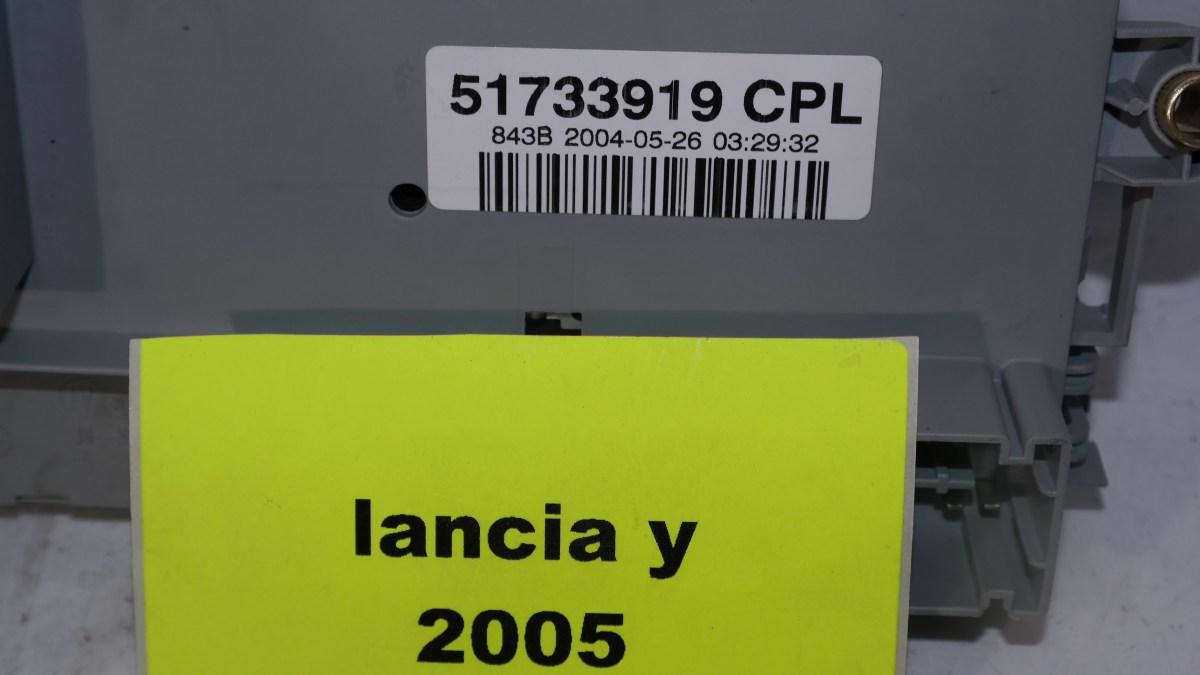 51733919 CPL
843B 2004-05-26 03:29:32
lancia y
2005